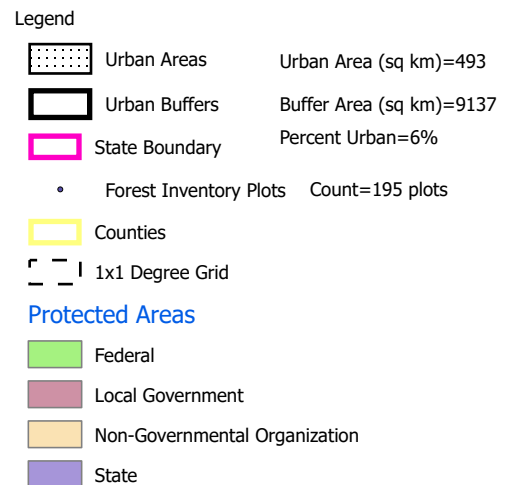 Legend
Urban Areas Urban Area (sq km)=493
Urban Buffers Buffer Area (sq km)=9137
State Boundary Percent Urban=6%
Forest Inventory Plots Count=195 plots
Counties
1x1 Degree Grid
Protected Areas
Federal
Local Government
Non-Governmental Organization
State